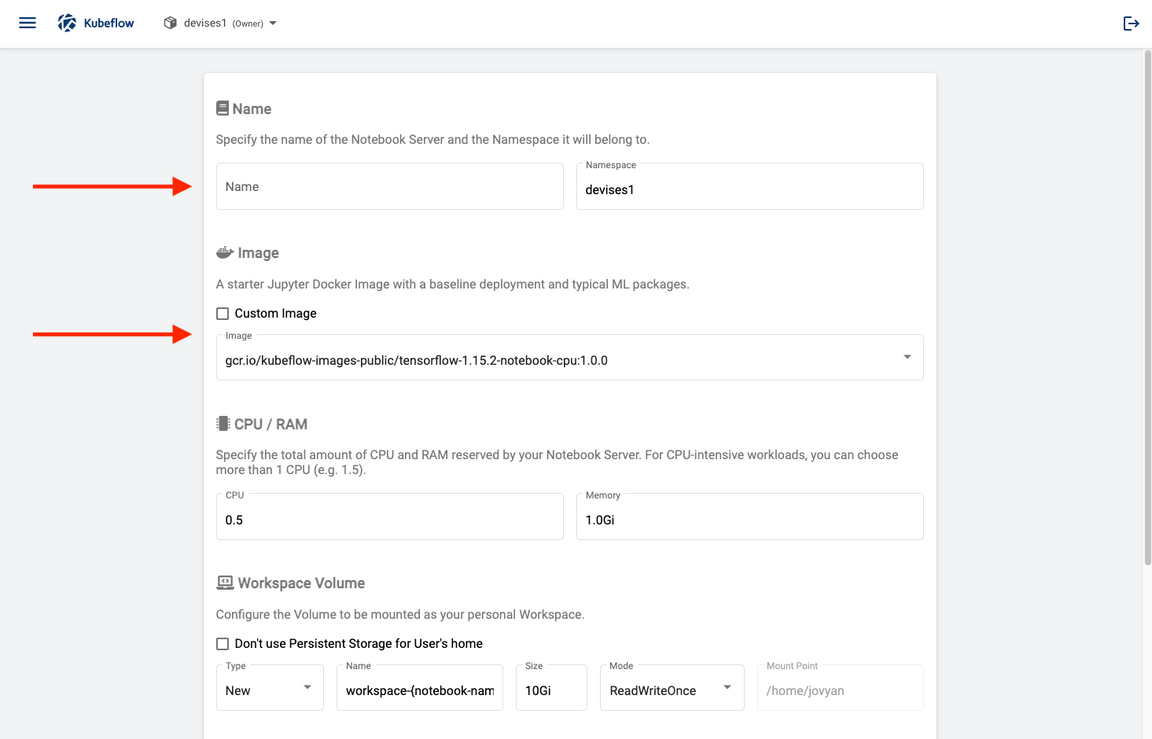 Kubeflow devises1 (Owner)
Name
Specify the name of the Notebook Server and the Namespace it will belong to.
Name
Namespace
devises1
Image
A starter Jupyter Docker Image with a baseline deployment and typical ML packages.
Custom Image
Image
gcr.io/kubeflow-images-public/tensorflow-1.15.2-notebook-cpu:1.0.0
CPU / RAM
Specify the total amount of CPU and RAM reserved by your Notebook Server. For CPU-intensive workloads, you can choose
more than 1 CPU (e.g. 1.5).
CPU
0.5
Memory
1.0Gi
Workspace Volume
Configure the Volume to be mounted as your personal Workspace.
Don't use Persistent Storage for User's home
Type
New
Name
workspace-{notebook-nam
Size
10Gi
Mode
ReadWriteOnce
Mount Point
/home/jovyan